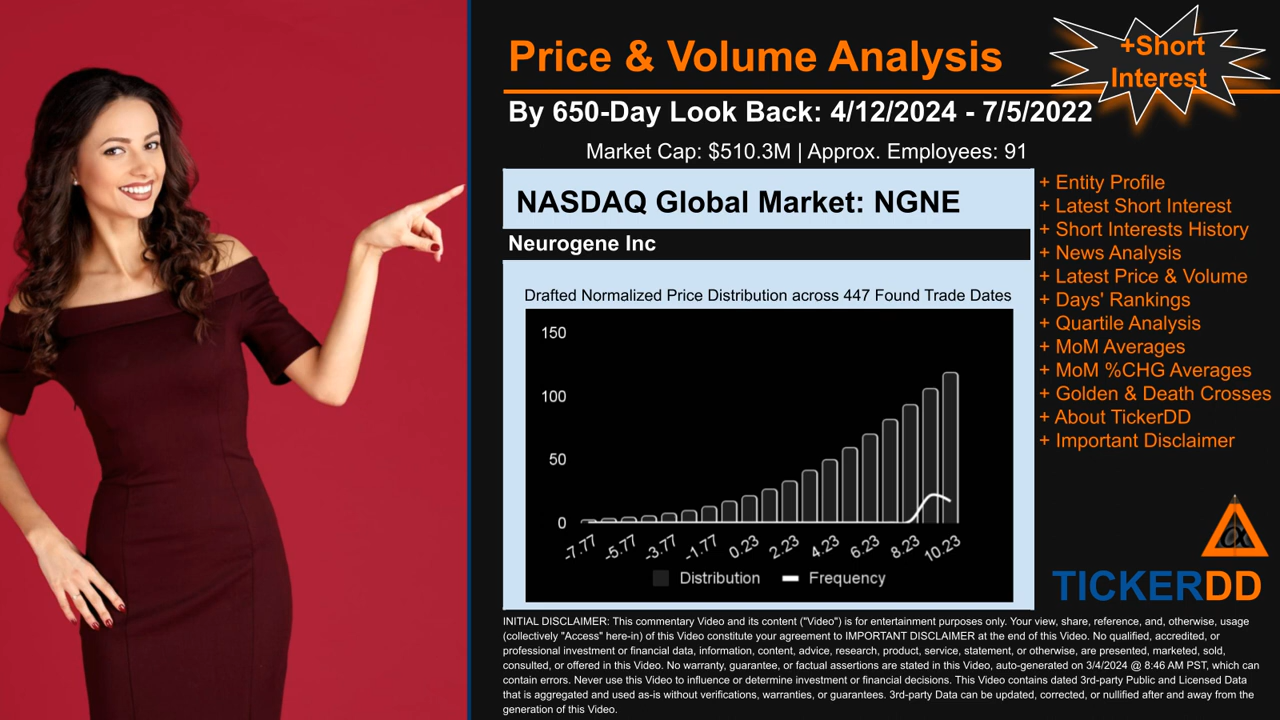 Price & Volume Analysis
+Short
Interest
By 650-Day Look Back: 4/12/2024 - 7/5/2022
Market Cap: $510.3M | Approx. Employees: 91
NASDAQ Global Market: NGNE
Neurogene Inc
Drafted Normalized Price Distribution across 447 Found Trade Dates
150
100
50
0
-7.77 -5.77 -3.77 -1.77 0.23 2.23 4.23 6.23 8.23 10.23
Distribution Frequency
+ Entity Profile
+ Latest Short Interest
+ Short Interests History
+ News Analysis
+ Latest Price & Volume
+ Days' Rankings
+ Quartile Analysis
+ MoM Averages
+ MoM %CHG Averages
+ Golden & Death Crosses
+ About TickerDD
+ Important Disclaimer
TICKERDD
INITIAL DISCLAIMER: This commentary Video and its content ("Video") is for entertainment purposes only. Your view, share, reference, and, otherwise, usage
(collectively "Access" here-in) of this Video constitute your agreement to IMPORTANT DISCLAIMER at the end of this Video. No qualified, accredited, or
professional investment or financial data, information, content, advice, research, product, service, statement, or otherwise, are presented, marketed, sold,
consulted, or offered in this Video. No warranty, guarantee, or factual assertions are stated in this Video, auto-generated on 3/4/2024 @ 8:46 AM PST, which can
contain errors. Never use this Video to influence or determine investment or financial decisions. This Video contains dated 3rd-party Public and Licensed Data
that is aggregated and used as-is without verifications, warranties, or guarantees. 3rd-party Data can be updated, corrected, or nullified after and away from the
generation of this Video.